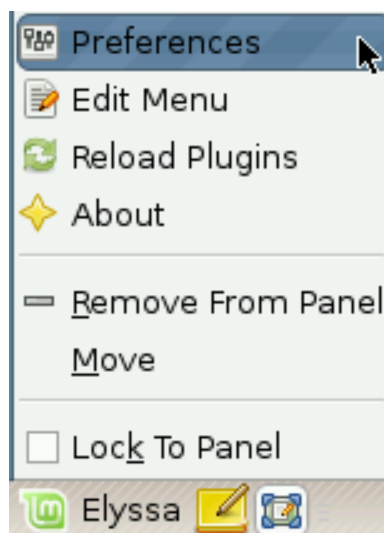 Preferences
Edit Menu
Reload Plugins
About
Remove From Panel
Move
Lock To Panel
Elyssa